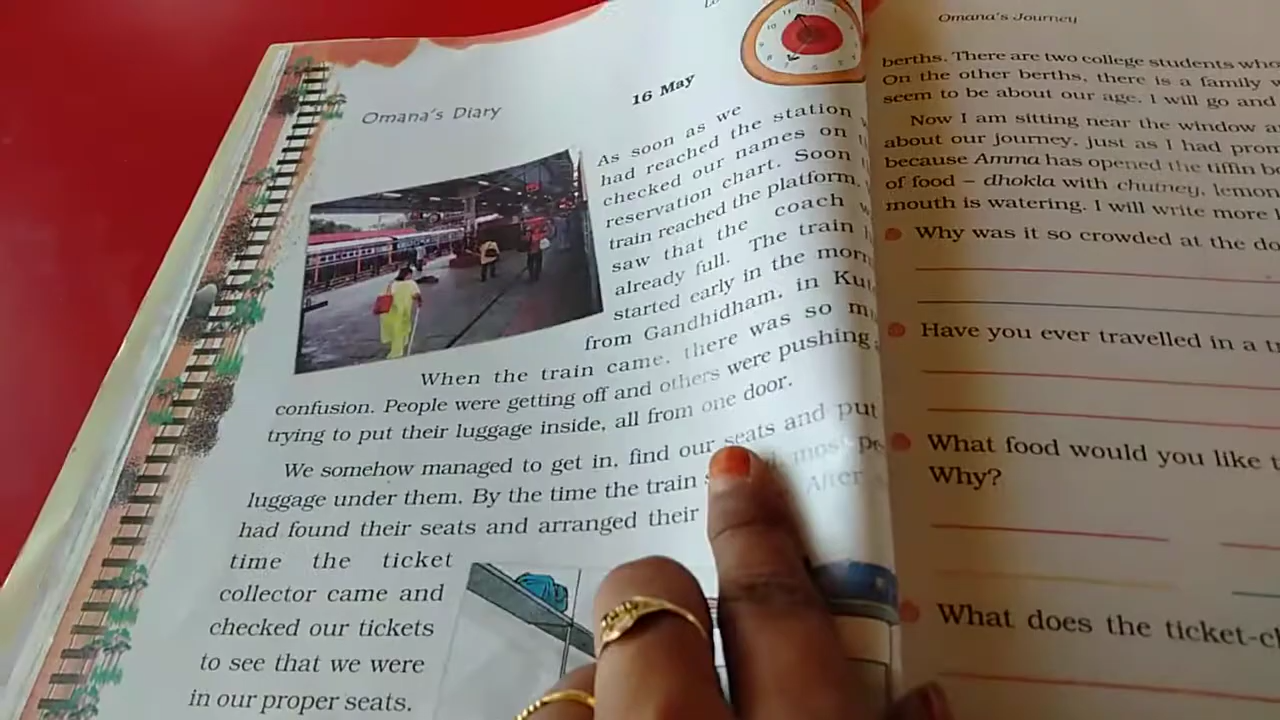 Omana's Diary
16 May
As soon as we
had reached the station
checked our names on
reservation chart. Soon
train reached the platform.
saw that the coach
already full. The train
started early in the morn
from Gandhidham, in Ku
When the train came, there was so
confusion. People were getting off and others were pushing
trying to put their luggage inside, all from one door.
We somehow managed to get in, find our seats and put
luggage under them. By the time the train
had found their seats and arranged their
most
After
time the ticket
collector came and
checked our tickets
to see that we were
in our proper seats.
Omana's Journey
berths. There are two college students who
On the other berths, there is a family
seem to be about our age. I will go and
Now I am sitting near the window
about our journey, just as I had prom
because Amma has opened the tiffin
of food – dhokla with chutney, lemon
mouth is watering. I will write more
Why was it so crowded at the do
Have you ever travelled in a
What food would you like
Why?
What does the ticket-c